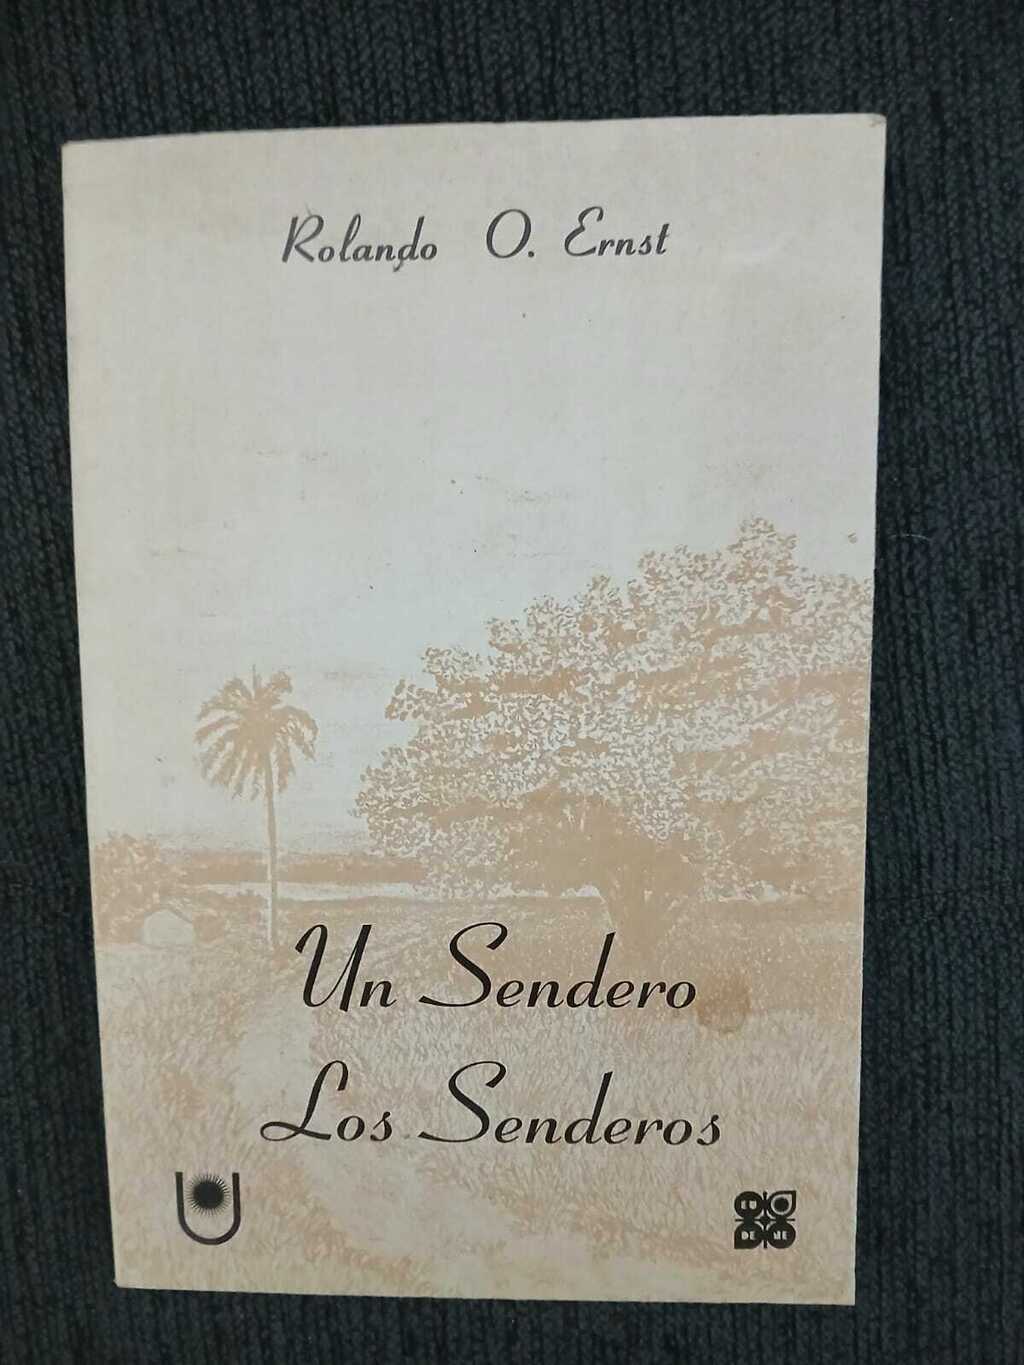 Rolando O. Ernst
Un Sendero
Los Senderos